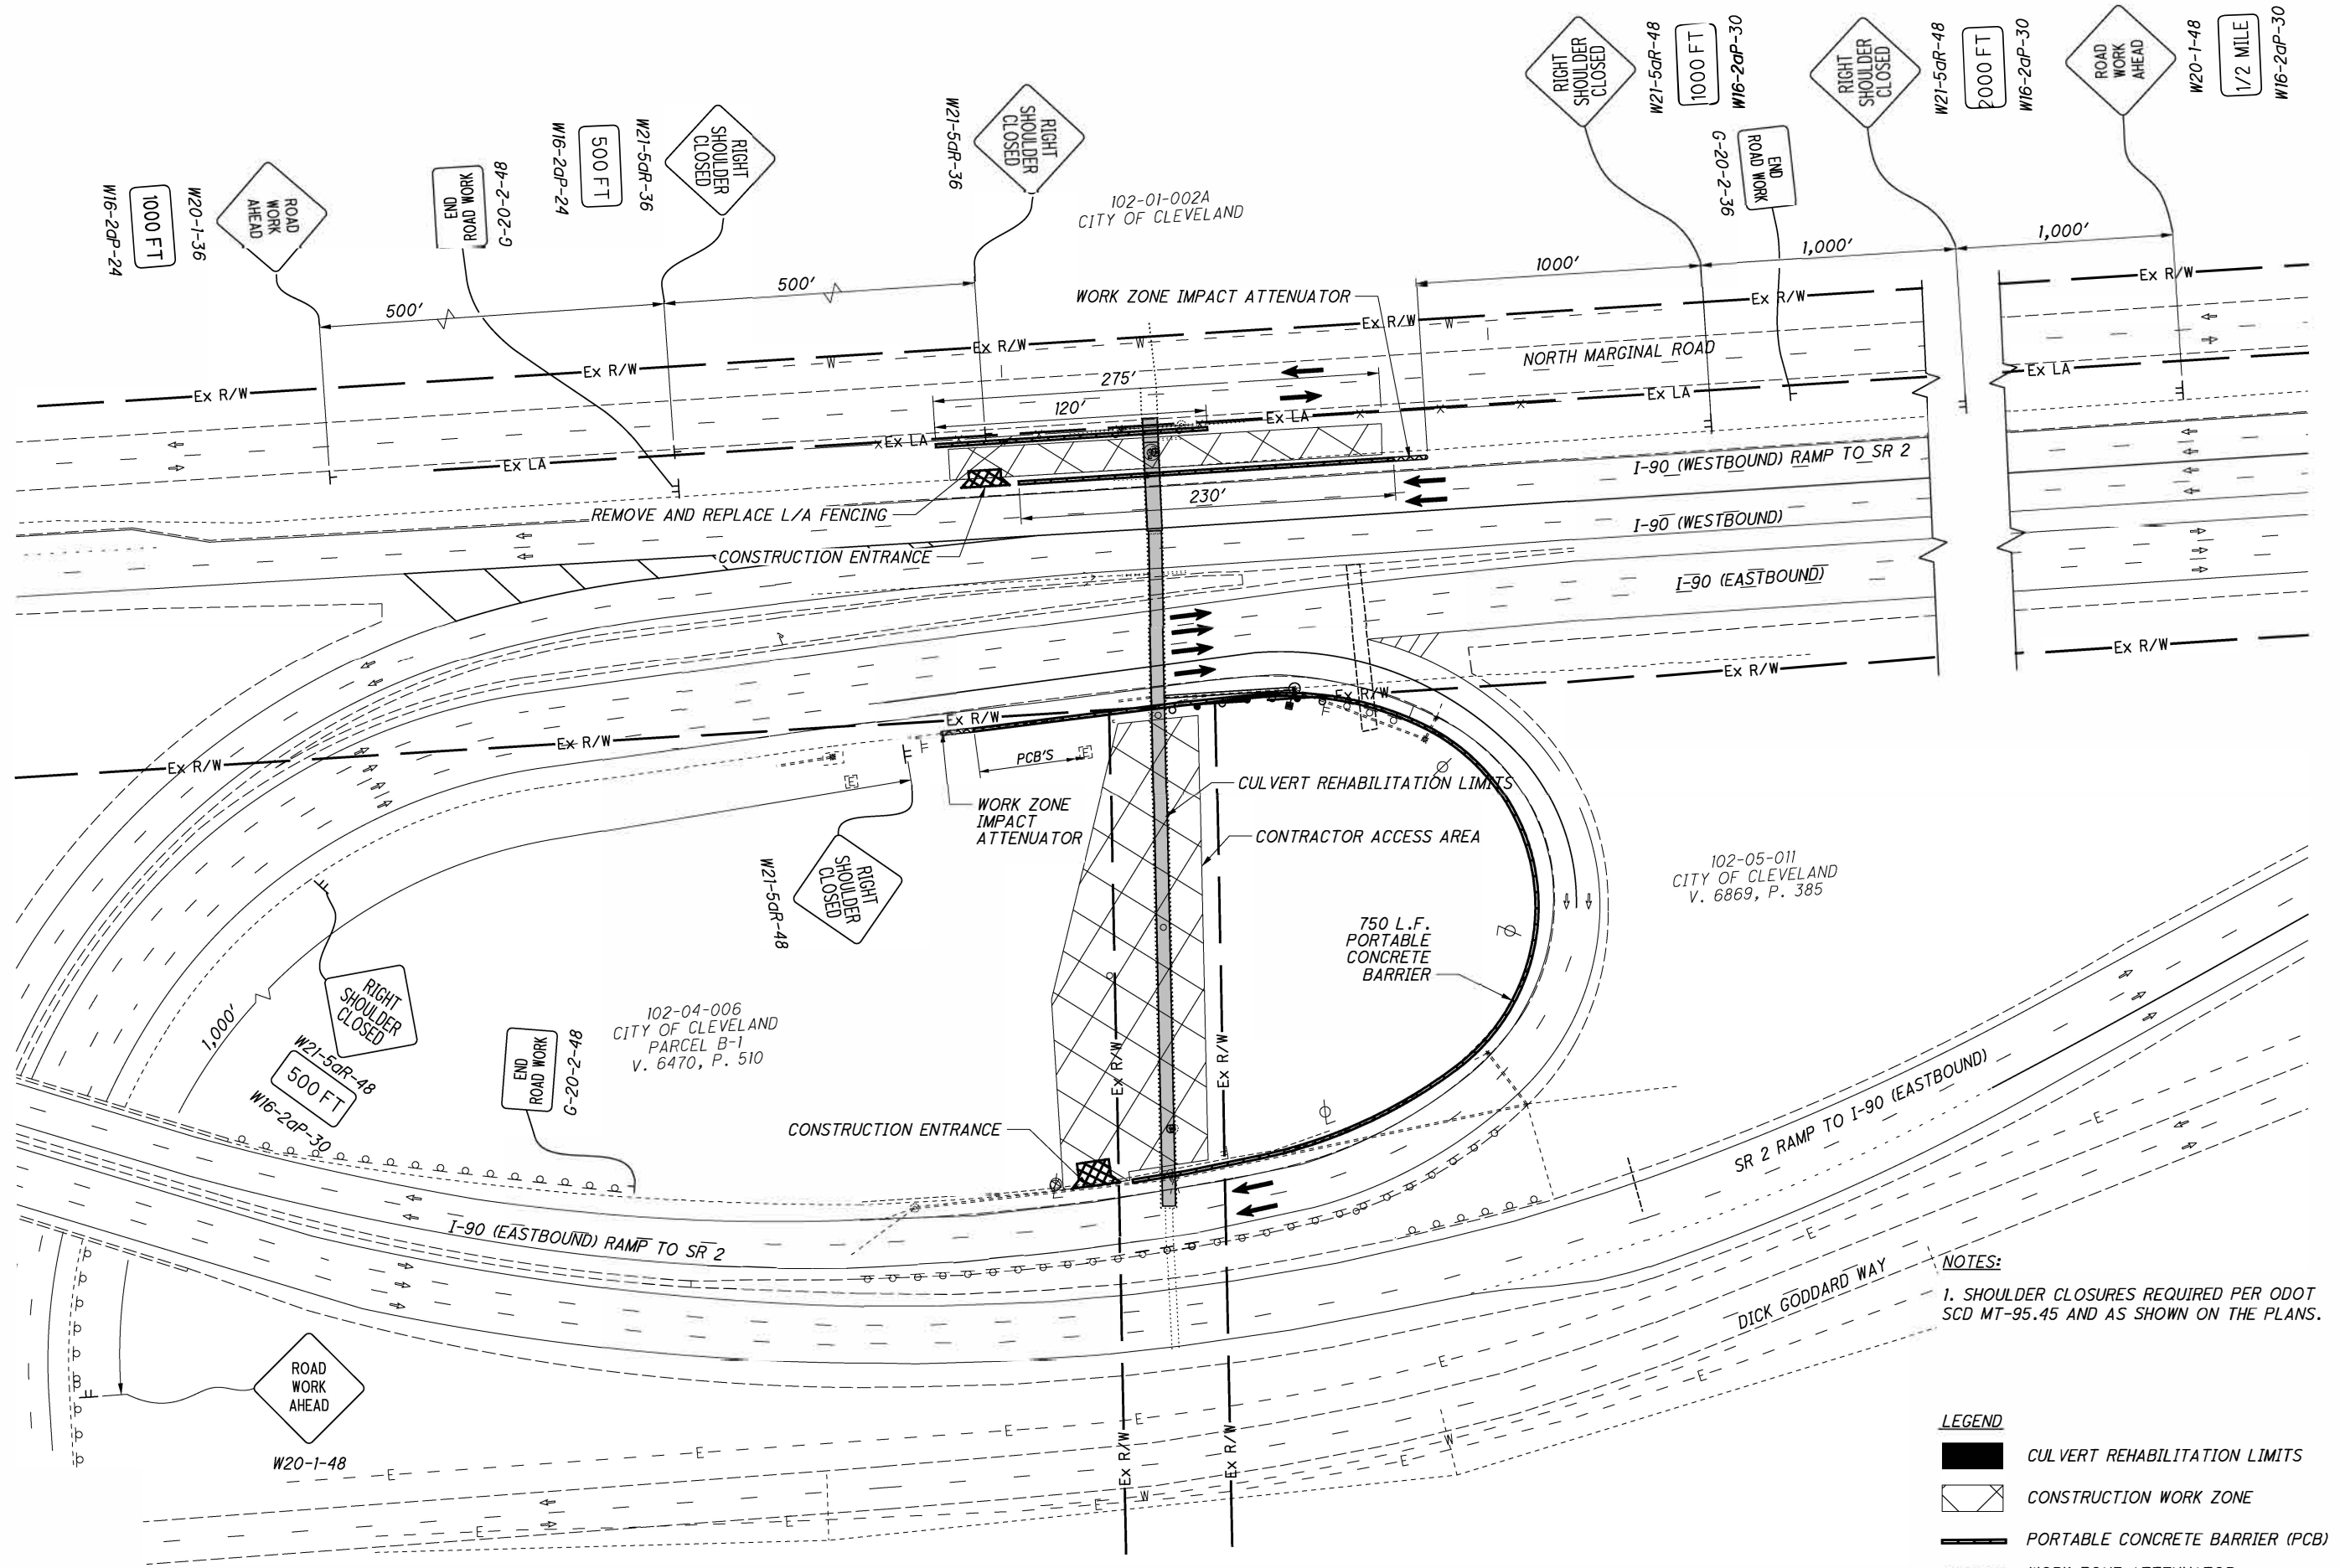 W16-2aP-24
1000 FT
W20-1-36
ROAD
WORK
AHEAD
END
ROAD WORK
G-20-2-48
W16-2aP-24
500 FT
W21-5aR-36
RIGHT
SHOULDER
CLOSED
W21-5aR-36
RIGHT
SHOULDER
CLOSED
102-01-002A
CITY OF CLEVELAND
RIGHT
SHOULDER
CLOSED
W21-5aR-48
1000 FT
W16-2aP-30
G-20-2-36
END
ROAD WORK
RIGHT
SHOULDER
CLOSED
W21-5aR-48
2000 FT
W16-2aP-30
ROAD
WORK
AHEAD
W20-1-48
1/2 MILE
W16-2aP-30
500'
500'
1000'
1,000'
1,000'
WORK ZONE IMPACT ATTENUATOR
Ex R/W
Ex R/W
Ex R/W
Ex R/W
Ex R/W
Ex R/W
W
W
W
NORTH MARGINAL ROAD
275'
120'
Ex LA
Ex LA
Ex LA
Ex LA
Ex LA
230'
I-90 (WESTBOUND) RAMP TO SR 2
REMOVE AND REPLACE L/A FENCING
I-90 (WESTBOUND)
CONSTRUCTION ENTRANCE
I-90 (EASTBOUND)
Ex R/W
Ex R/W
Ex R/W
Ex R/W
Ex R/W
Ex R/W
PCB'S
E
E
WORK ZONE
IMPACT
ATTENUATOR
CULVERT REHABILITATION LIMITS
CONTRACTOR ACCESS AREA
W21-5aR-48
RIGHT
SHOULDER
CLOSED
102-05-011
CITY OF CLEVELAND
V. 6869, P. 385
750 L.F.
PORTABLE
CONCRETE
BARRIER
1,000'
RIGHT
SHOULDER
CLOSED
W21-5aR-48
500 FT
W16-2aP-30
END
ROAD WORK
G-20-2-48
102-04-006
CITY OF CLEVELAND
PARCEL B-1
V. 6470, P. 510
Ex R/W
Ex R/W
CONSTRUCTION ENTRANCE
I-90 (EASTBOUND) RAMP TO SR 2
SR 2 RAMP TO I-90 (EASTBOUND)
DICK GODDARD WAY
E
E
E
E
E
E
E
E
E
E
E
E
W
W
Ex R/W
Ex R/W
ROAD
WORK
AHEAD
W20-1-48
NOTES:
1. SHOULDER CLOSURES REQUIRED PER ODOT
SCD MT-95.45 AND AS SHOWN ON THE PLANS.
LEGEND
CULVERT REHABILITATION LIMITS
CONSTRUCTION WORK ZONE
PORTABLE CONCRETE BARRIER (PCB)